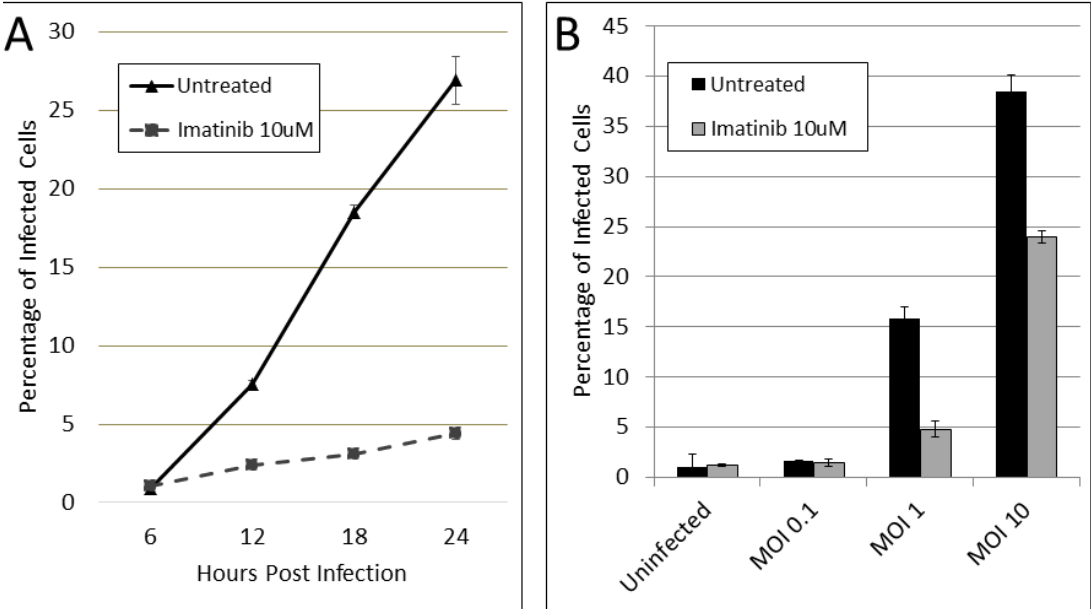 A
Percentage of Infected Cells
30
25
20
15
10
5
0
Untreated
Imatinib 10uM
6 12 18 24
Hours Post Infection
B
Percentage of Infected Cells
45
40
35
30
25
20
15
10
5
0
Untreated
Imatinib 10uM
Uninfected
MOI 0.1
MOI 1
MOI 10